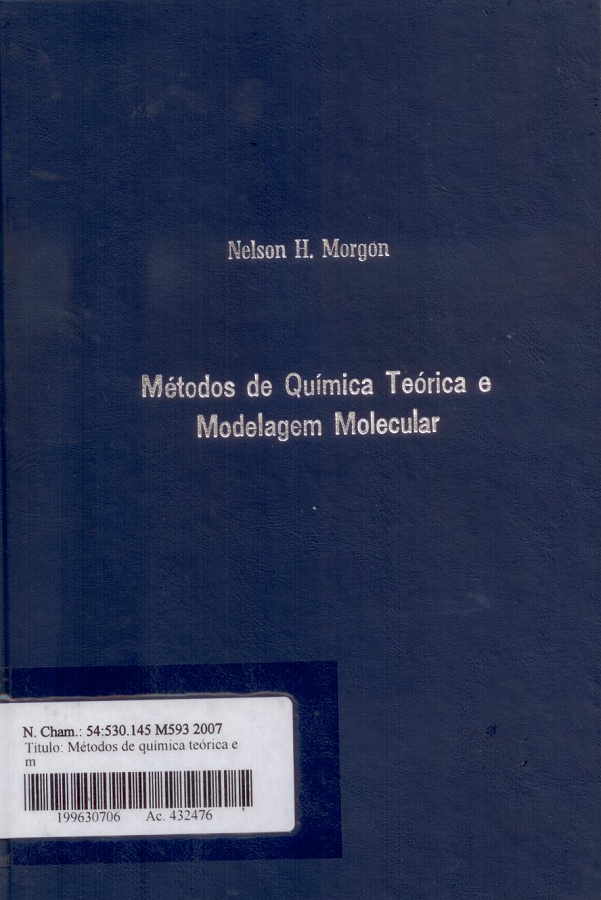 Nelson H. Morgon
Métodos de Química Teórica e
Modelagem Molecular
N. Cham.: 54:530.145 M593 2007
Título: Métodos de química teórica e
m
199630706 Ac. 432476